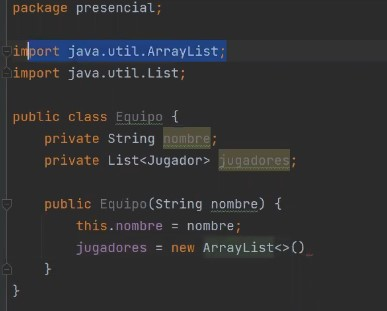 package presencial;
import java.util.ArrayList;
import java.util.List;
public class Equipo {
private String nombre;
private List<Jugador> jugadores;
public Equipo(String nombre) {
this.nombre = nombre;
jugadores = new ArrayList<>()
}
}